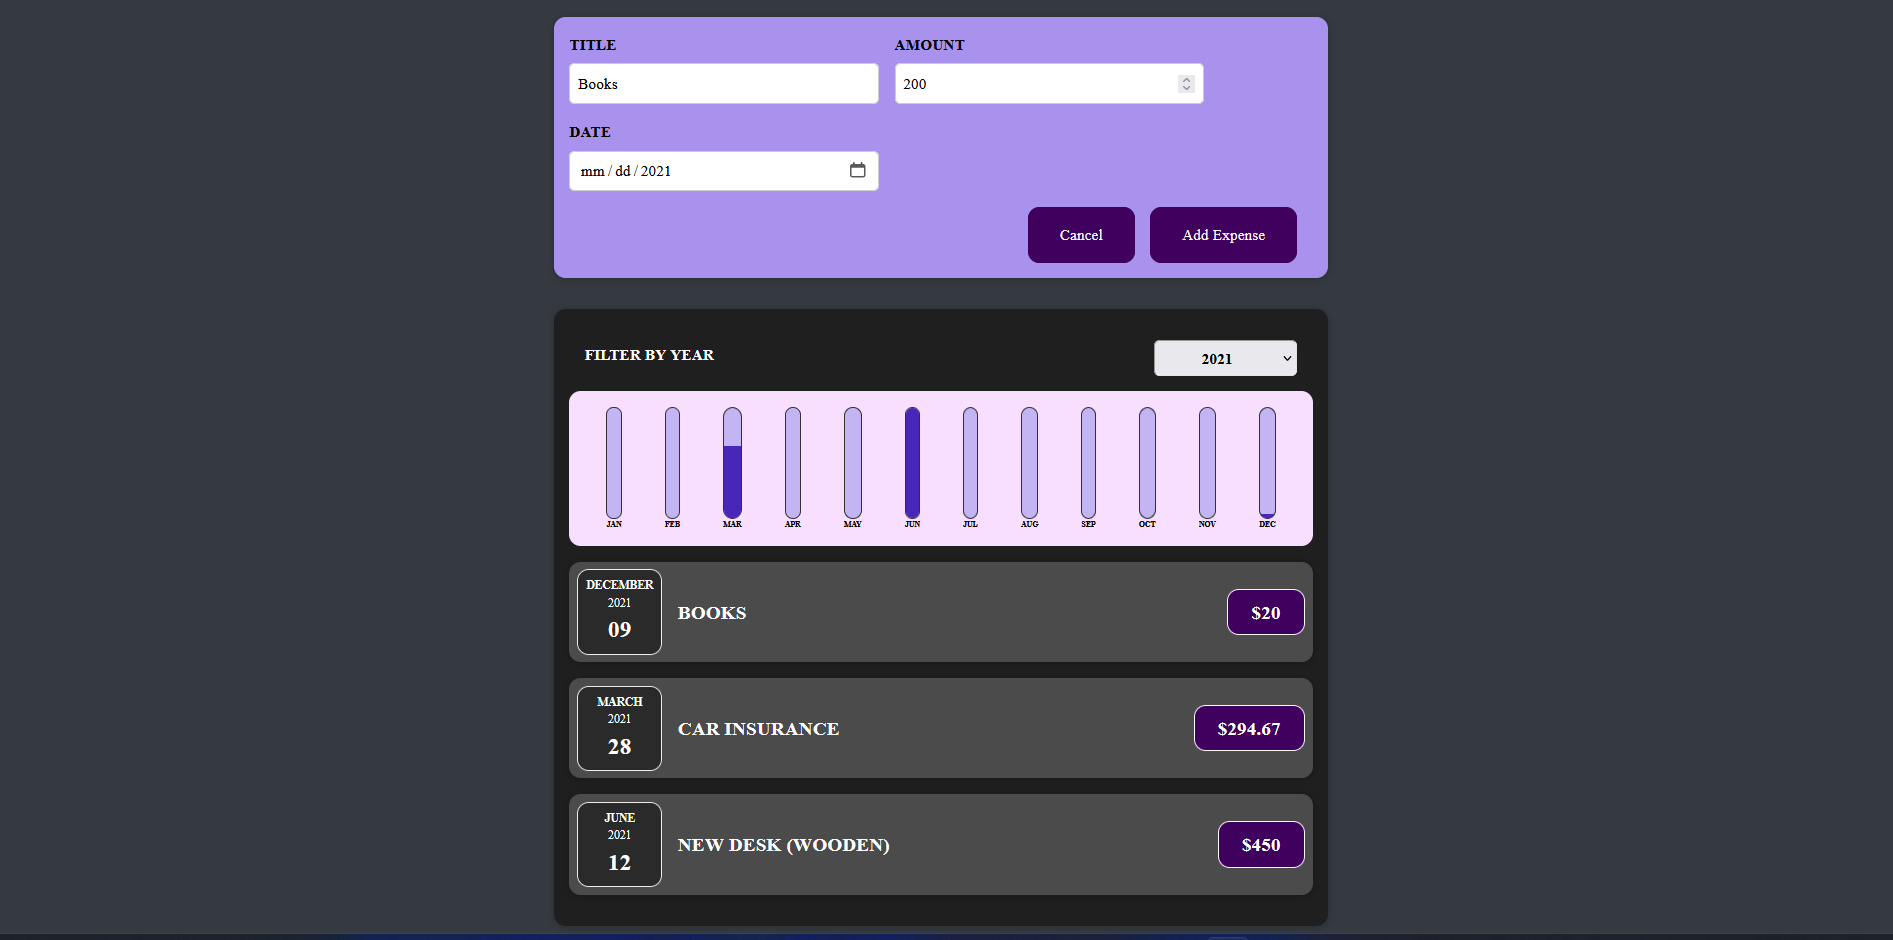 TITLE AMOUNT
Books 200
DATE
mm / dd / 2021
Cancel Add Expense
FILTER BY YEAR 2021
JAN FEB MAR APR MAY JUN JUL AUG SEP OCT NOV DEC
DECEMBER
2021
09
BOOKS $20
MARCH
2021
28
CAR INSURANCE $294.67
JUNE
2021
12
NEW DESK (WOODEN) $450